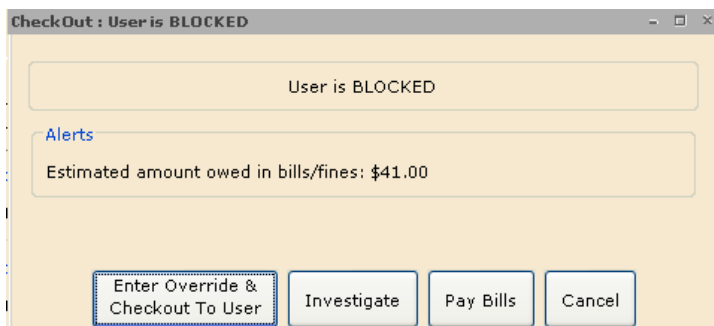 CheckOut : User is BLOCKED
User is BLOCKED
Alerts
Estimated amount owed in bills/fines: $41.00
Enter Override &
Checkout To User
Investigate
Pay Bills
Cancel